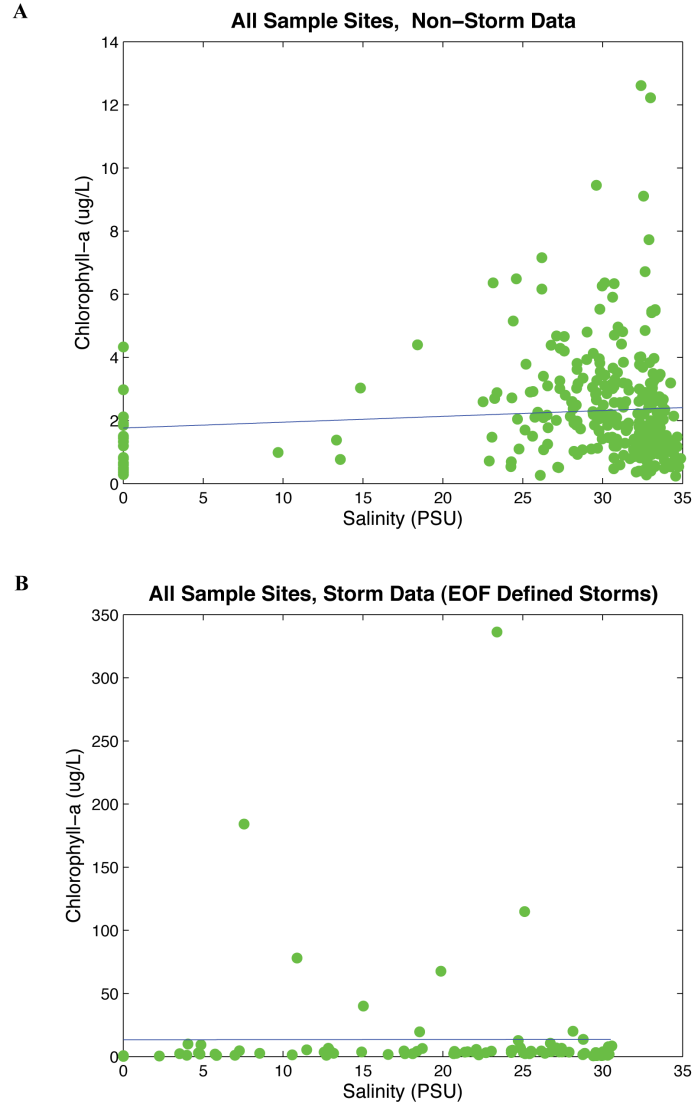 A
All Sample Sites, Non−Storm Data
14
12
10
8
6
4
2
0
Chlorophyll−a (ug/L)
0 5 10 15 20 25 30 35
Salinity (PSU)
B
All Sample Sites, Storm Data (EOF Defined Storms)
350
300
250
200
150
100
50
0
Chlorophyll−a (ug/L)
0 5 10 15 20 25 30 35
Salinity (PSU)